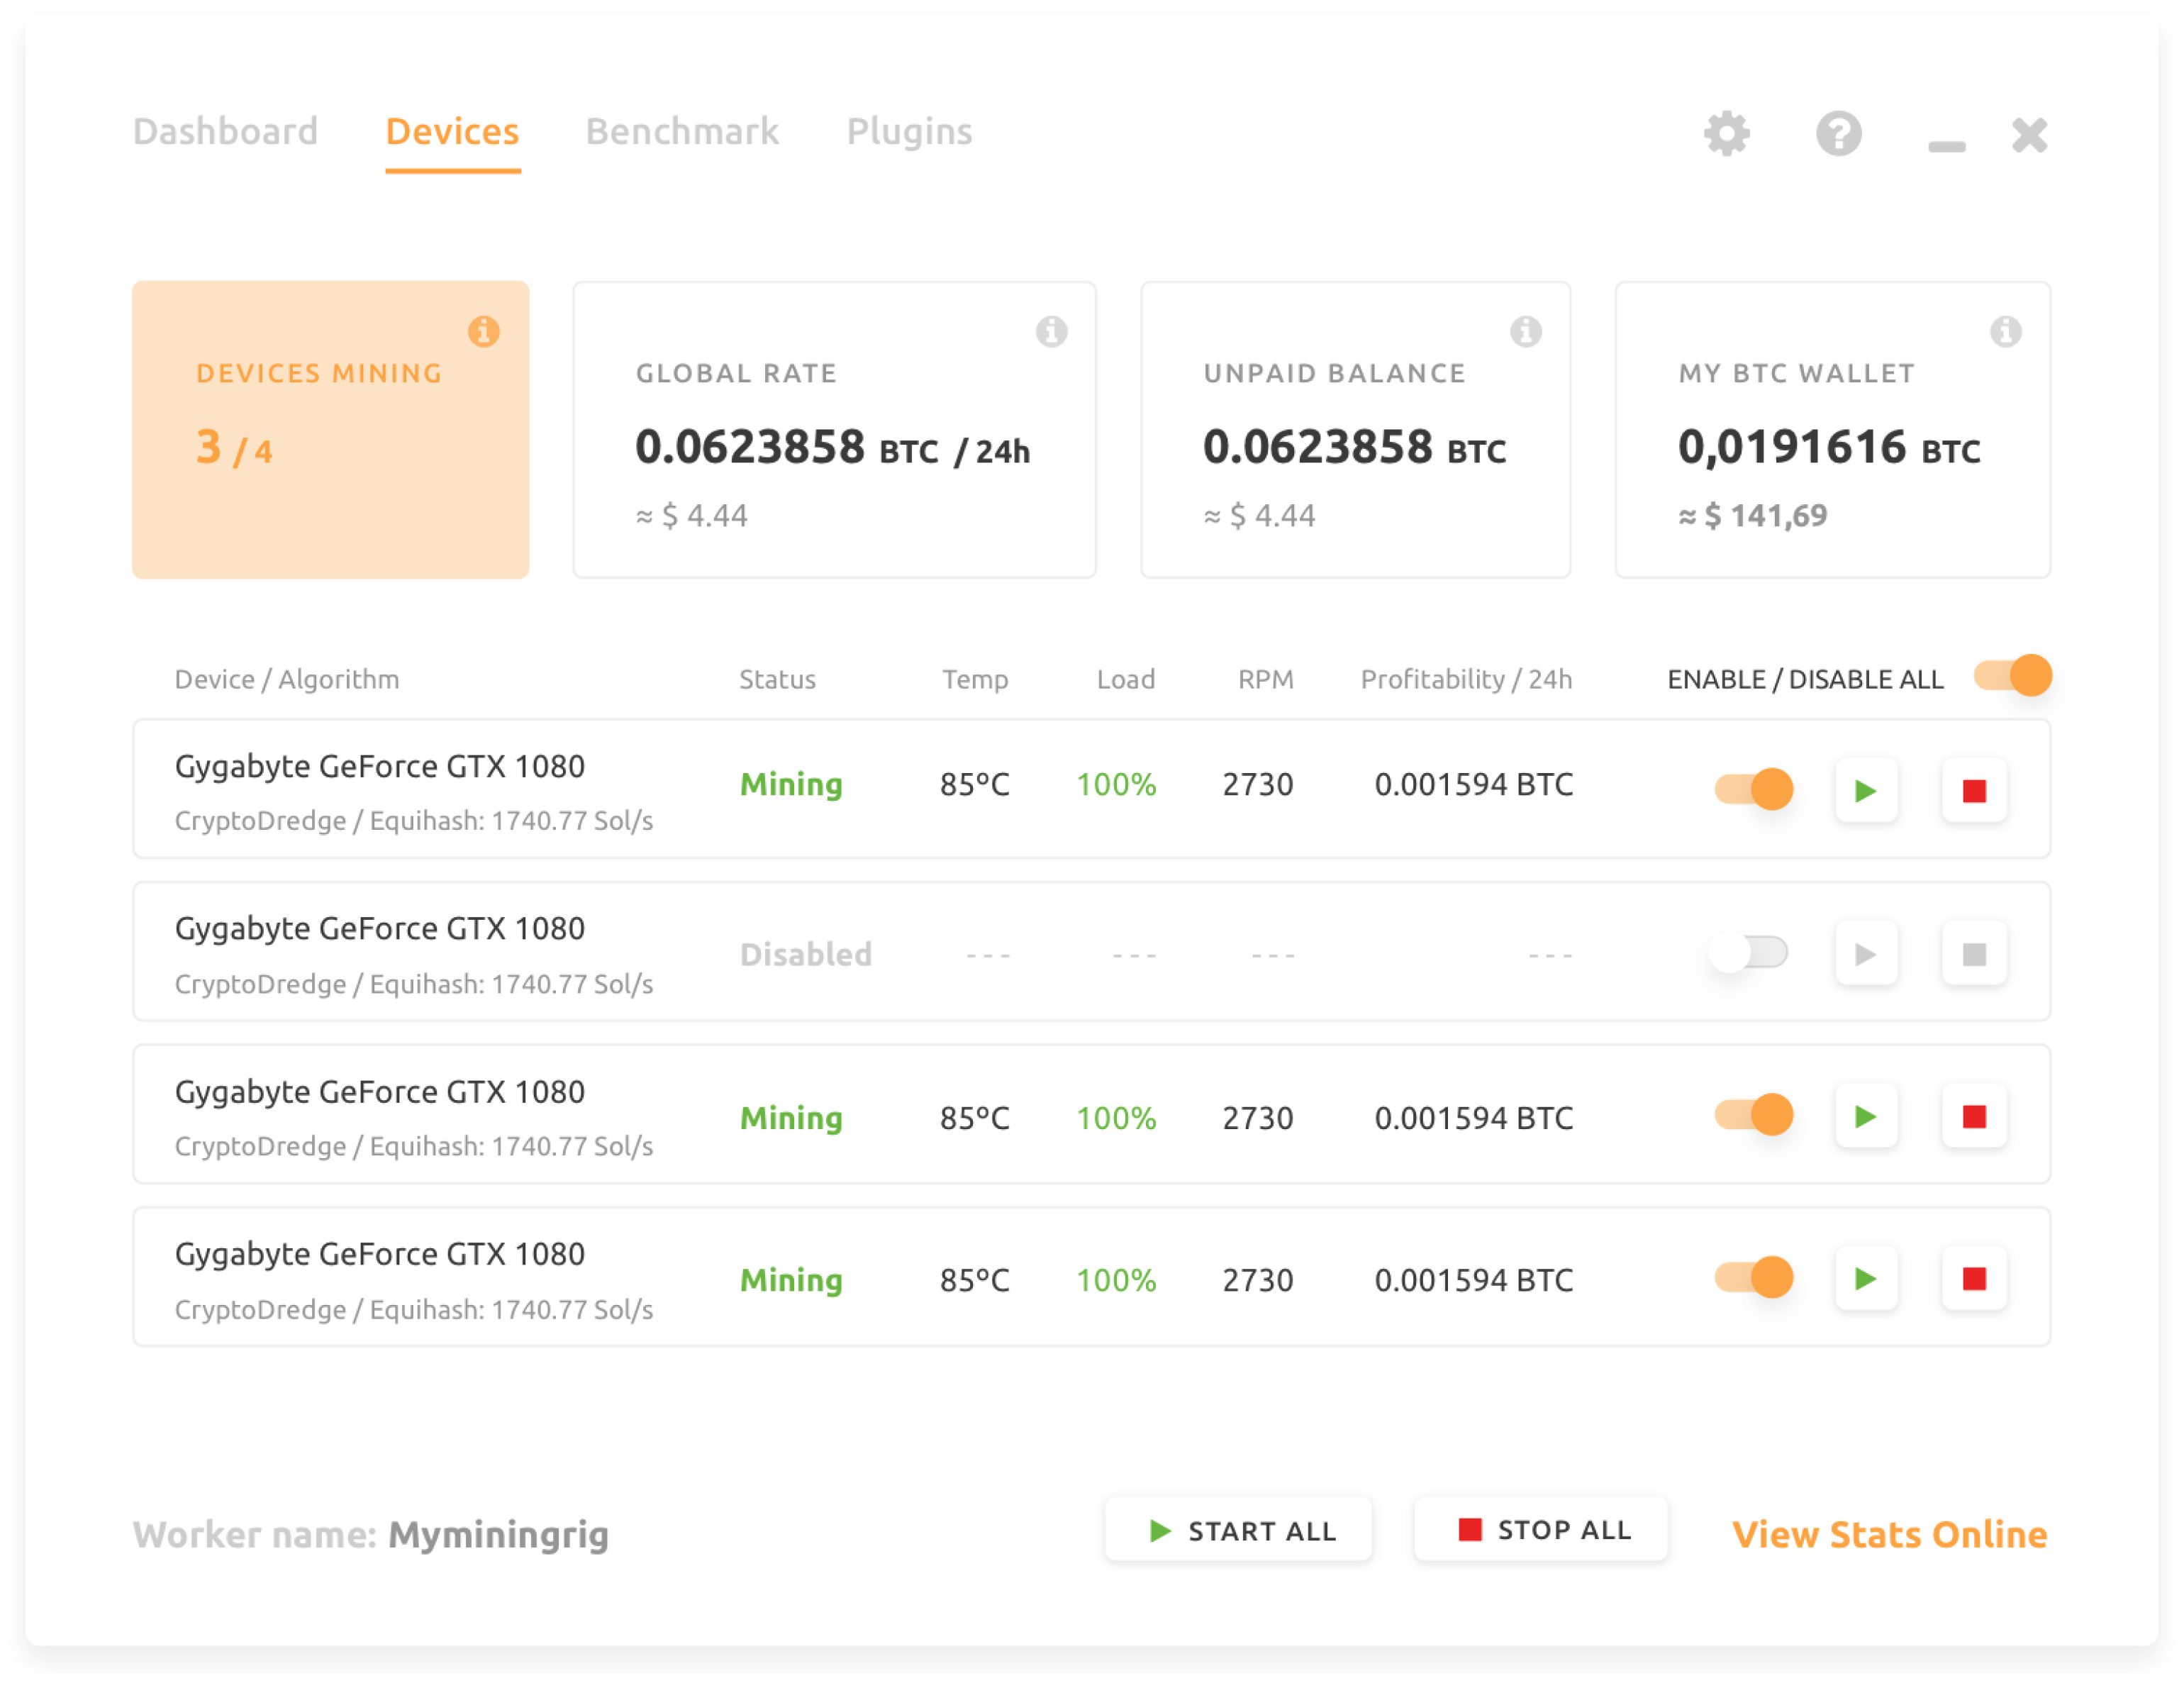 Dashboard Devices Benchmark Plugins
DEVICES MINING
3 / 4
GLOBAL RATE
0.0623858 BTC / 24h
≈ $ 4.44
UNPAID BALANCE
0.0623858 BTC
≈ $ 4.44
MY BTC WALLET
0,0191616 BTC
≈ $ 141,69
Device / Algorithm Status Temp Load RPM Profitability / 24h ENABLE / DISABLE ALL
Gygabyte GeForce GTX 1080
CryptoDredge / Equihash: 1740.77 Sol/s
Mining 85ºC 100% 2730 0.001594 BTC
Gygabyte GeForce GTX 1080
CryptoDredge / Equihash: 1740.77 Sol/s
Disabled --- --- --- ---
Gygabyte GeForce GTX 1080
CryptoDredge / Equihash: 1740.77 Sol/s
Mining 85ºC 100% 2730 0.001594 BTC
Gygabyte GeForce GTX 1080
CryptoDredge / Equihash: 1740.77 Sol/s
Mining 85ºC 100% 2730 0.001594 BTC
Worker name: Myminingrig START ALL STOP ALL View Stats Online